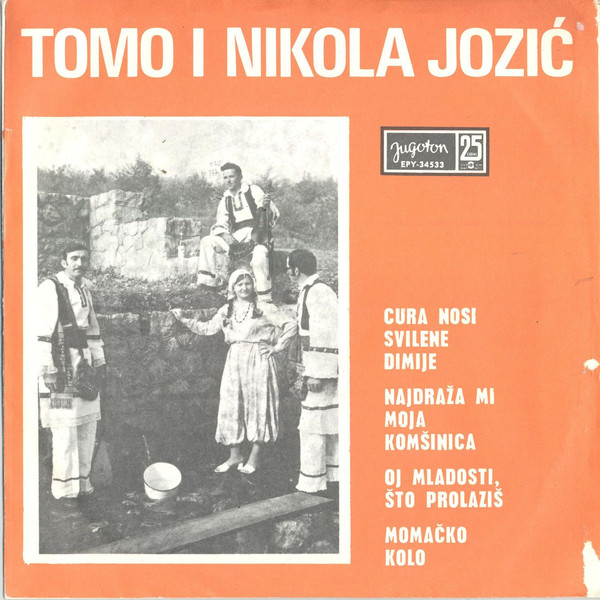 TOMO I NIKOLA JOZIĆ
Jugoton
EPY-34533
25
CURA NOSI
SVILENE
DIMIJE
NAJDRAŽA MI
MOJA
KOMŠINICA
OJ MLADOSTI,
ŠTO PROLAZIŠ
MOMAČKO
KOLO